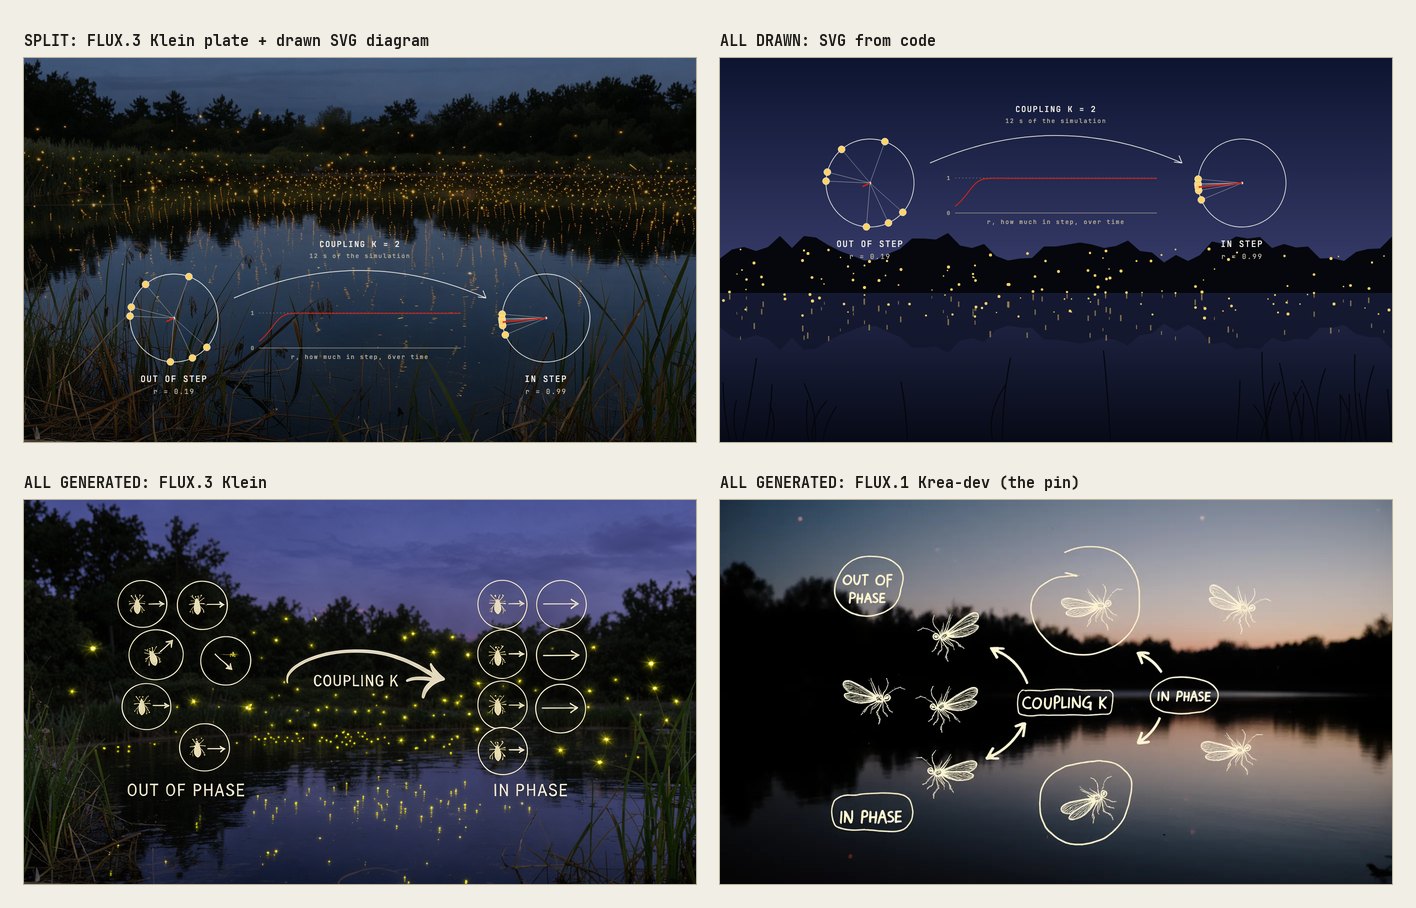 SPLIT: FLUX.3 Klein plate + drawn SVG diagram
COUPLING K = 2
12 s of the simulation
1
0
r, how much in step, over time
OUT OF STEP
r = 0.19
IN STEP
r = 0.99
ALL DRAWN: SVG from code
COUPLING K = 2
12 s of the simulation
1
0
r, how much in step, over time
OUT OF STEP
r = 0.19
IN STEP
r = 0.99
ALL GENERATED: FLUX.3 Klein
COUPLING K
OUT OF PHASE
IN PHASE
ALL GENERATED: FLUX.1 Krea-dev (the pin)
OUT OF
PHASE
COUPLING K
IN PHASE
IN PHASE